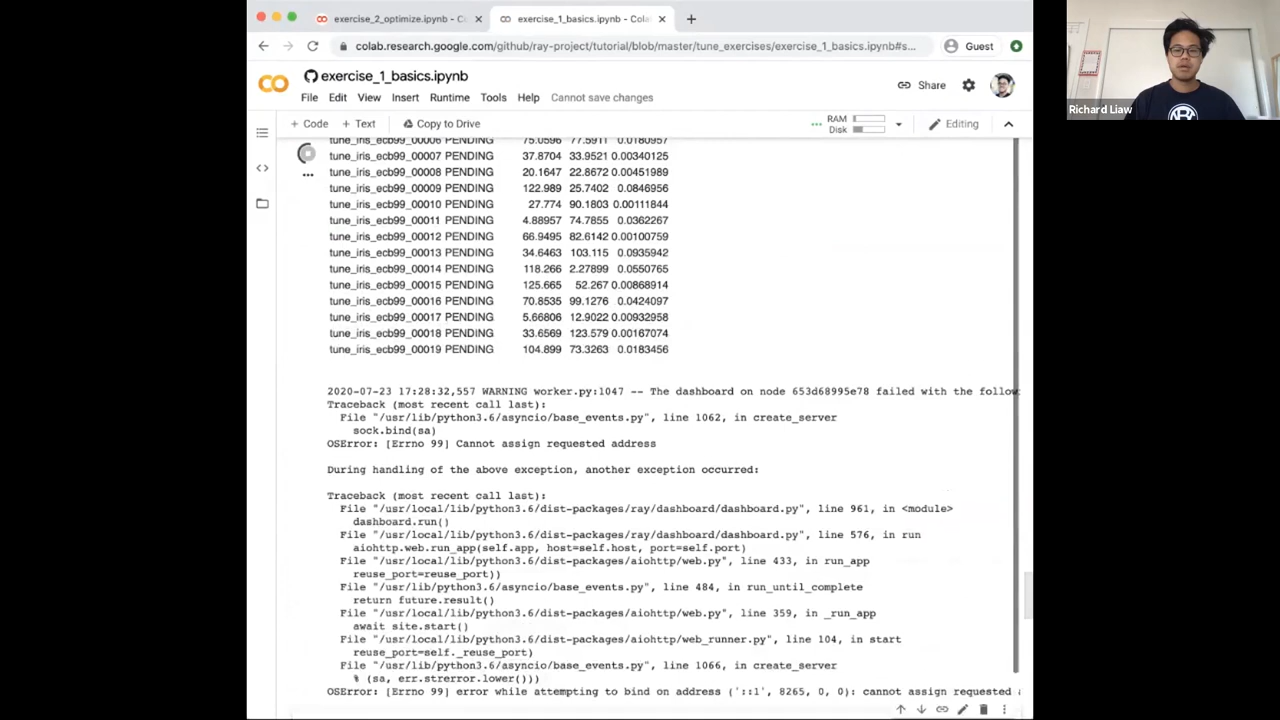 exercise_2_optimize.ipynb - C
exercise_1_basics.ipynb - Cola
colab.research.google.com/github/ray-project/tutorial/blob/master/tune_exercises/exercise_1_basics.ipynb#s...
Guest
exercise_1_basics.ipynb
Share
File Edit View Insert Runtime Tools Help Cannot save changes
+ Code + Text Copy to Drive
RAM
Disk
Editing
Richard Liaw
tune_iris_ecb99_00006 PENDING 75.0596 77.5911 0.0180957
tune_iris_ecb99_00007 PENDING 37.8704 33.9521 0.00340125
tune_iris_ecb99_00008 PENDING 20.1647 22.8672 0.00451989
tune_iris_ecb99_00009 PENDING 122.989 25.7402 0.0846956
tune_iris_ecb99_00010 PENDING 27.774 90.1803 0.00111844
tune_iris_ecb99_00011 PENDING 4.88957 74.7855 0.0362267
tune_iris_ecb99_00012 PENDING 66.9495 82.6142 0.00100759
tune_iris_ecb99_00013 PENDING 34.6463 103.115 0.0935942
tune_iris_ecb99_00014 PENDING 118.266 2.27899 0.0550765
tune_iris_ecb99_00015 PENDING 125.665 52.267 0.00868914
tune_iris_ecb99_00016 PENDING 70.8535 99.1276 0.0424097
tune_iris_ecb99_00017 PENDING 5.66806 12.9022 0.00932958
tune_iris_ecb99_00018 PENDING 33.6569 123.579 0.00167074
tune_iris_ecb99_00019 PENDING 104.899 73.3263 0.0183456
2020-07-23 17:28:32,557 WARNING worker.py:1047 -- The dashboard on node 653d68995e78 failed with the follow
Traceback (most recent call last):
File "/usr/lib/python3.6/asyncio/base_events.py", line 1062, in create_server
sock.bind(sa)
OSError: [Errno 99] Cannot assign requested address
During handling of the above exception, another exception occurred:
Traceback (most recent call last):
File "/usr/local/lib/python3.6/dist-packages/ray/dashboard/dashboard.py", line 961, in <module>
dashboard.run()
File "/usr/local/lib/python3.6/dist-packages/ray/dashboard/dashboard.py", line 576, in run
aiohttp.web.run_app(self.app, host=self.host, port=self.port)
File "/usr/local/lib/python3.6/dist-packages/aiohttp/web.py", line 433, in run_app
reuse_port=reuse_port))
File "/usr/lib/python3.6/asyncio/base_events.py", line 484, in run_until_complete
return future.result()
File "/usr/local/lib/python3.6/dist-packages/aiohttp/web.py", line 359, in _run_app
await site.start()
File "/usr/local/lib/python3.6/dist-packages/aiohttp/web_runner.py", line 104, in start
reuse_port=self._reuse_port)
File "/usr/lib/python3.6/asyncio/base_events.py", line 1066, in create_server
% (sa, err.strerror.lower()))
OSError: [Errno 99] error while attempting to bind on address ('::1', 8265, 0, 0): cannot assign requested